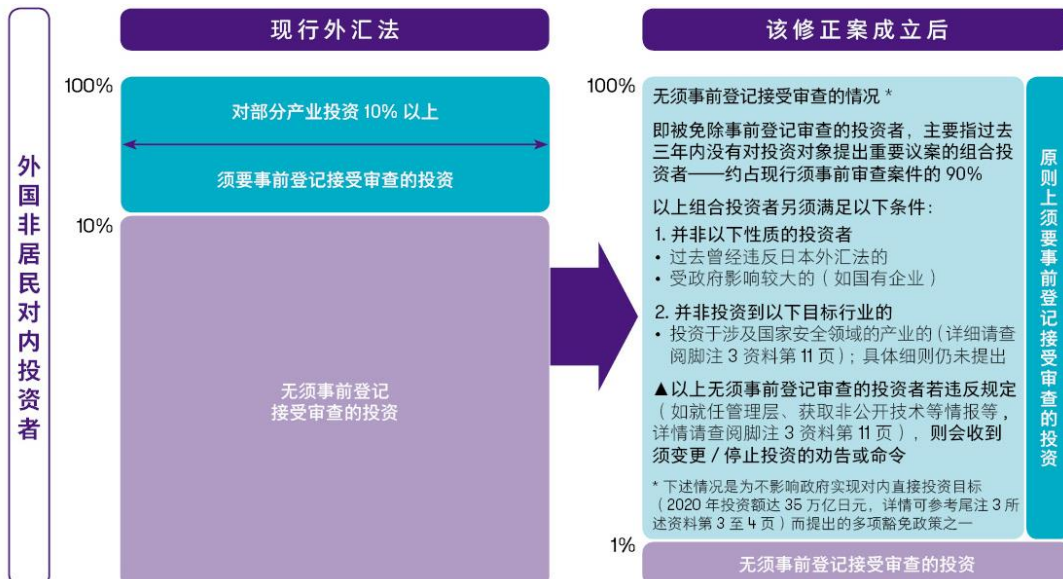 外国非居民对内投资者
现行外汇法
100%
对部分产业投资 10% 以上
须要事前登记接受审查的投资
10%
无须事前登记
接受审查的投资
该修正案成立后
100%
无须事前登记接受审查的情况 *
即被免除事前登记审查的投资者，主要指过去
三年内没有对投资对象提出重要议案的组合投
资者——约占现行须事前审查案件的 90%
以上组合投资者另须满足以下条件：
1. 并非以下性质的投资者
• 过去曾经违反日本外汇法的
• 受政府影响较大的（如国有企业）
2. 并非投资到以下目标行业的
• 投资于涉及国家安全领域的产业的（详细请查
阅脚注 3 资料第 11 页）；具体细则仍未提出
▲以上无须事前登记审查的投资者若违反规定
（如就任管理层、获取非公开技术等情报等，
详情请查阅脚注 3 资料第 11 页），则会收到
须变更 / 停止投资的劝告或命令
* 下述情况是为不影响政府实现对内直接投资目标
（2020 年投资额达 35 万亿日元，详情可参考尾注 3 所
述资料第 3 至 4 页）而提出的多项豁免政策之一
原则上须要事前登记接受审查的投资
1%
无须事前登记接受审查的投资